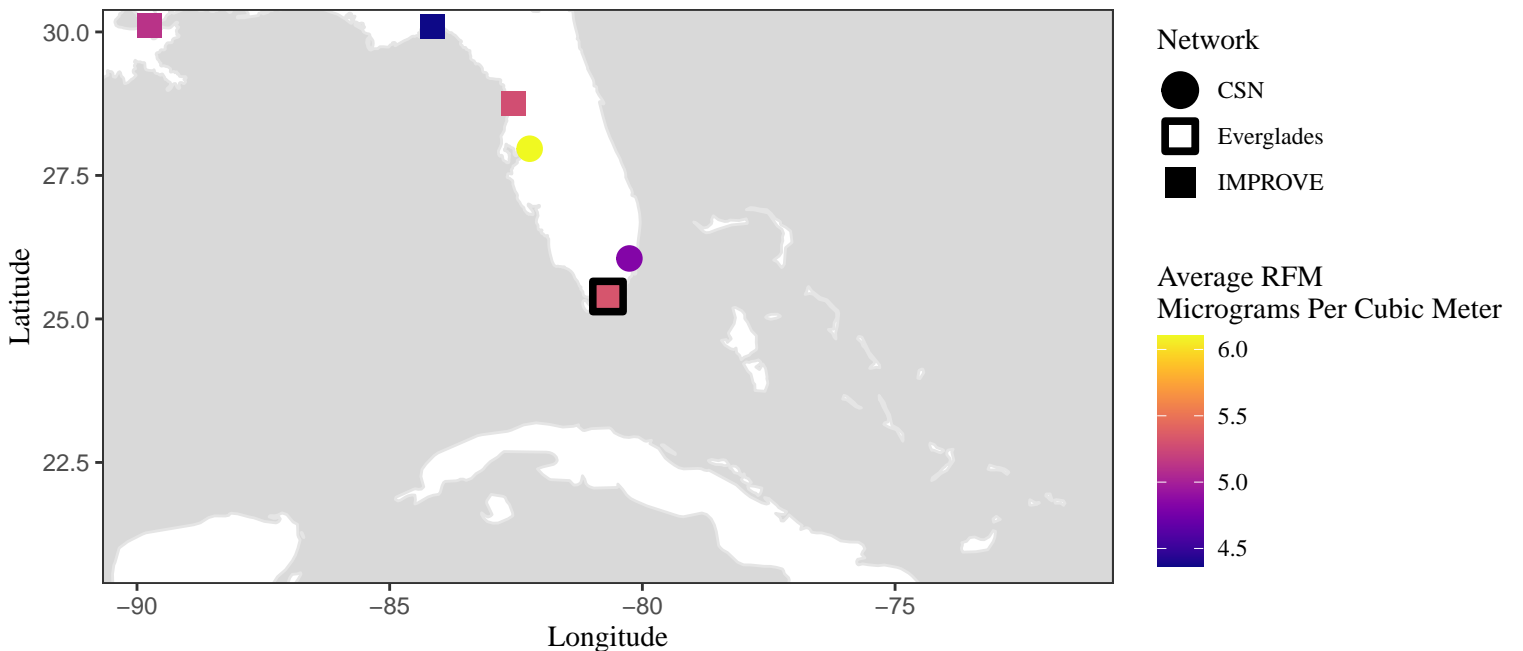 30.0
27.5
25.0
22.5
Latitude
−90
−85
−80
−75
Longitude
Network
CSN
Everglades
IMPROVE
Average RFM
Micrograms Per Cubic Meter
6.0
5.5
5.0
4.5